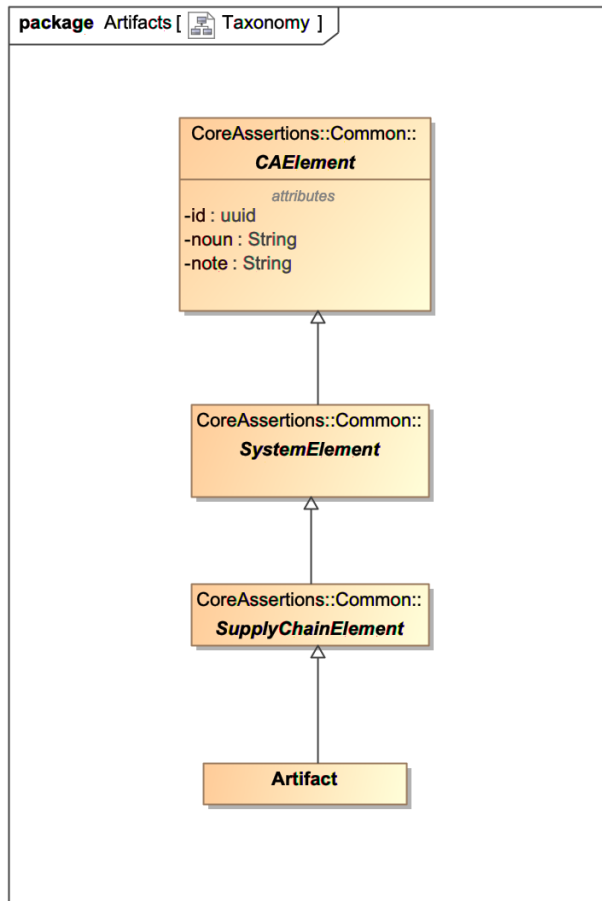 package Artifacts [ Taxonomy ]
CoreAssertions::Common::
CAElement
attributes
-id : uuid
-noun : String
-note : String
CoreAssertions::Common::
SystemElement
CoreAssertions::Common::
SupplyChainElement
Artifact